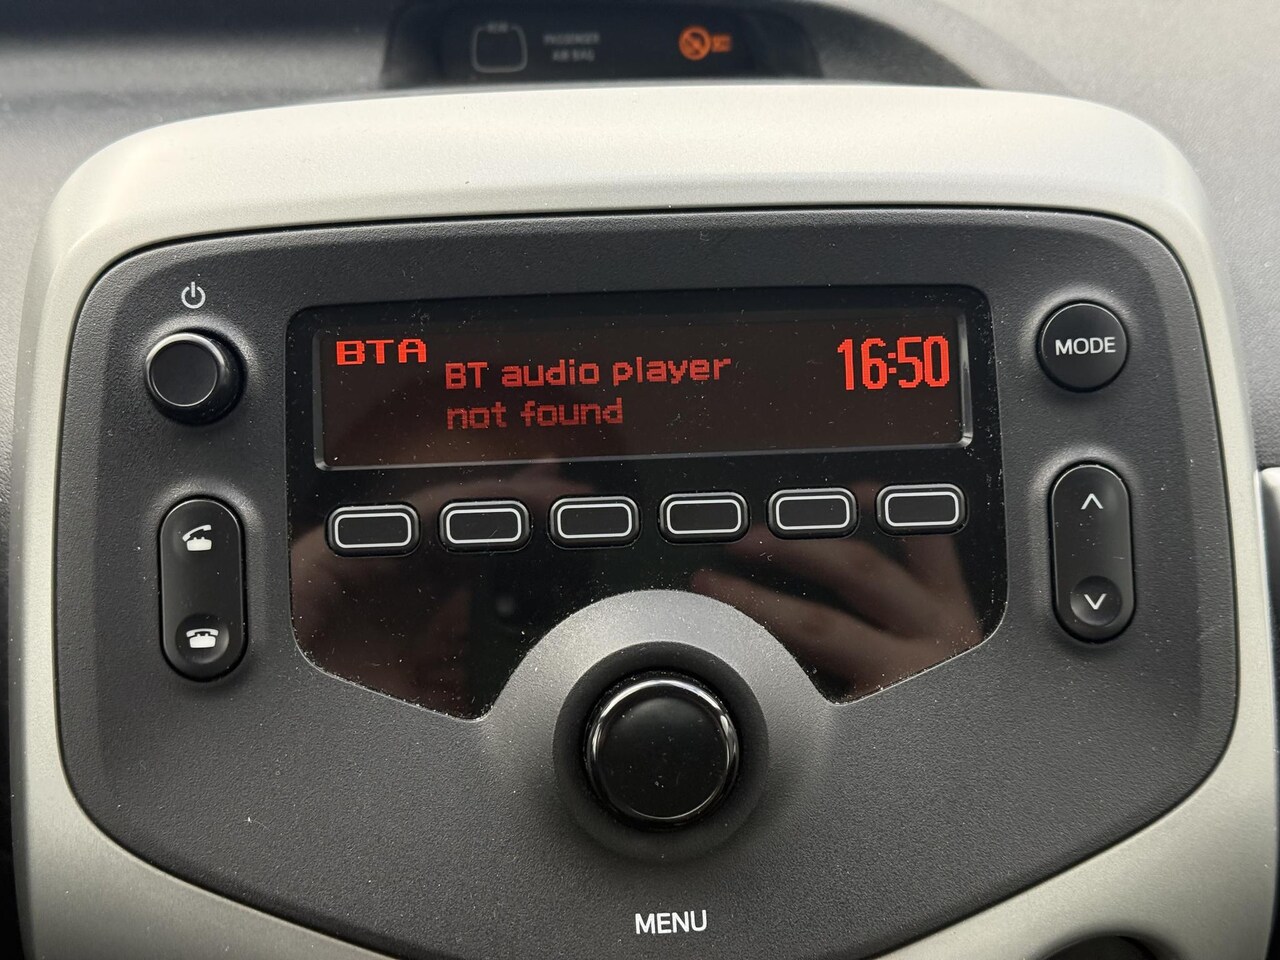 PASSENGER
AIR BAG
BTA
BT audio player
not found
16:50
MODE
MENU